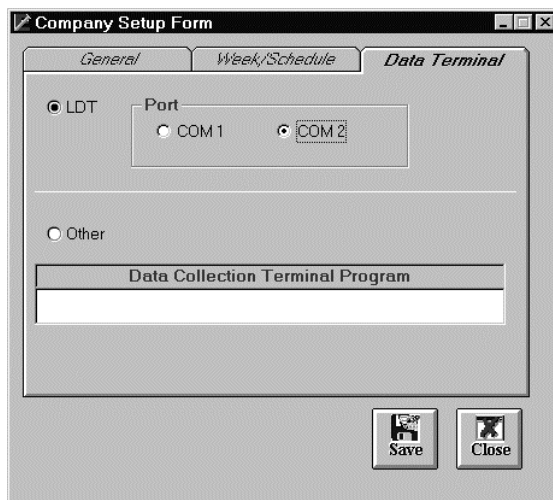 Company Setup Form
General Week/Schedule Data Terminal
LDT Port
COM 1 COM 2
Other
Data Collection Terminal Program
Save Close